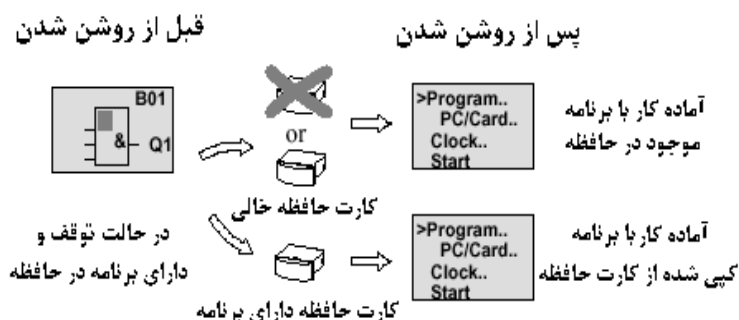 قبل از روشن شدن
پس از روشن شدن
B01
&
Q1
or
کارت حافظه خالی
>Program..
PC/Card..
Clock..
Start
آماده کار با برنامه
موجود در حافظه
در حالت توقف و
دارای برنامه در حافظه
کارت حافظه دارای برنامه
>Program..
PC/Card..
Clock..
Start
آماده کار با برنامه
کپی شده از کارت حافظه